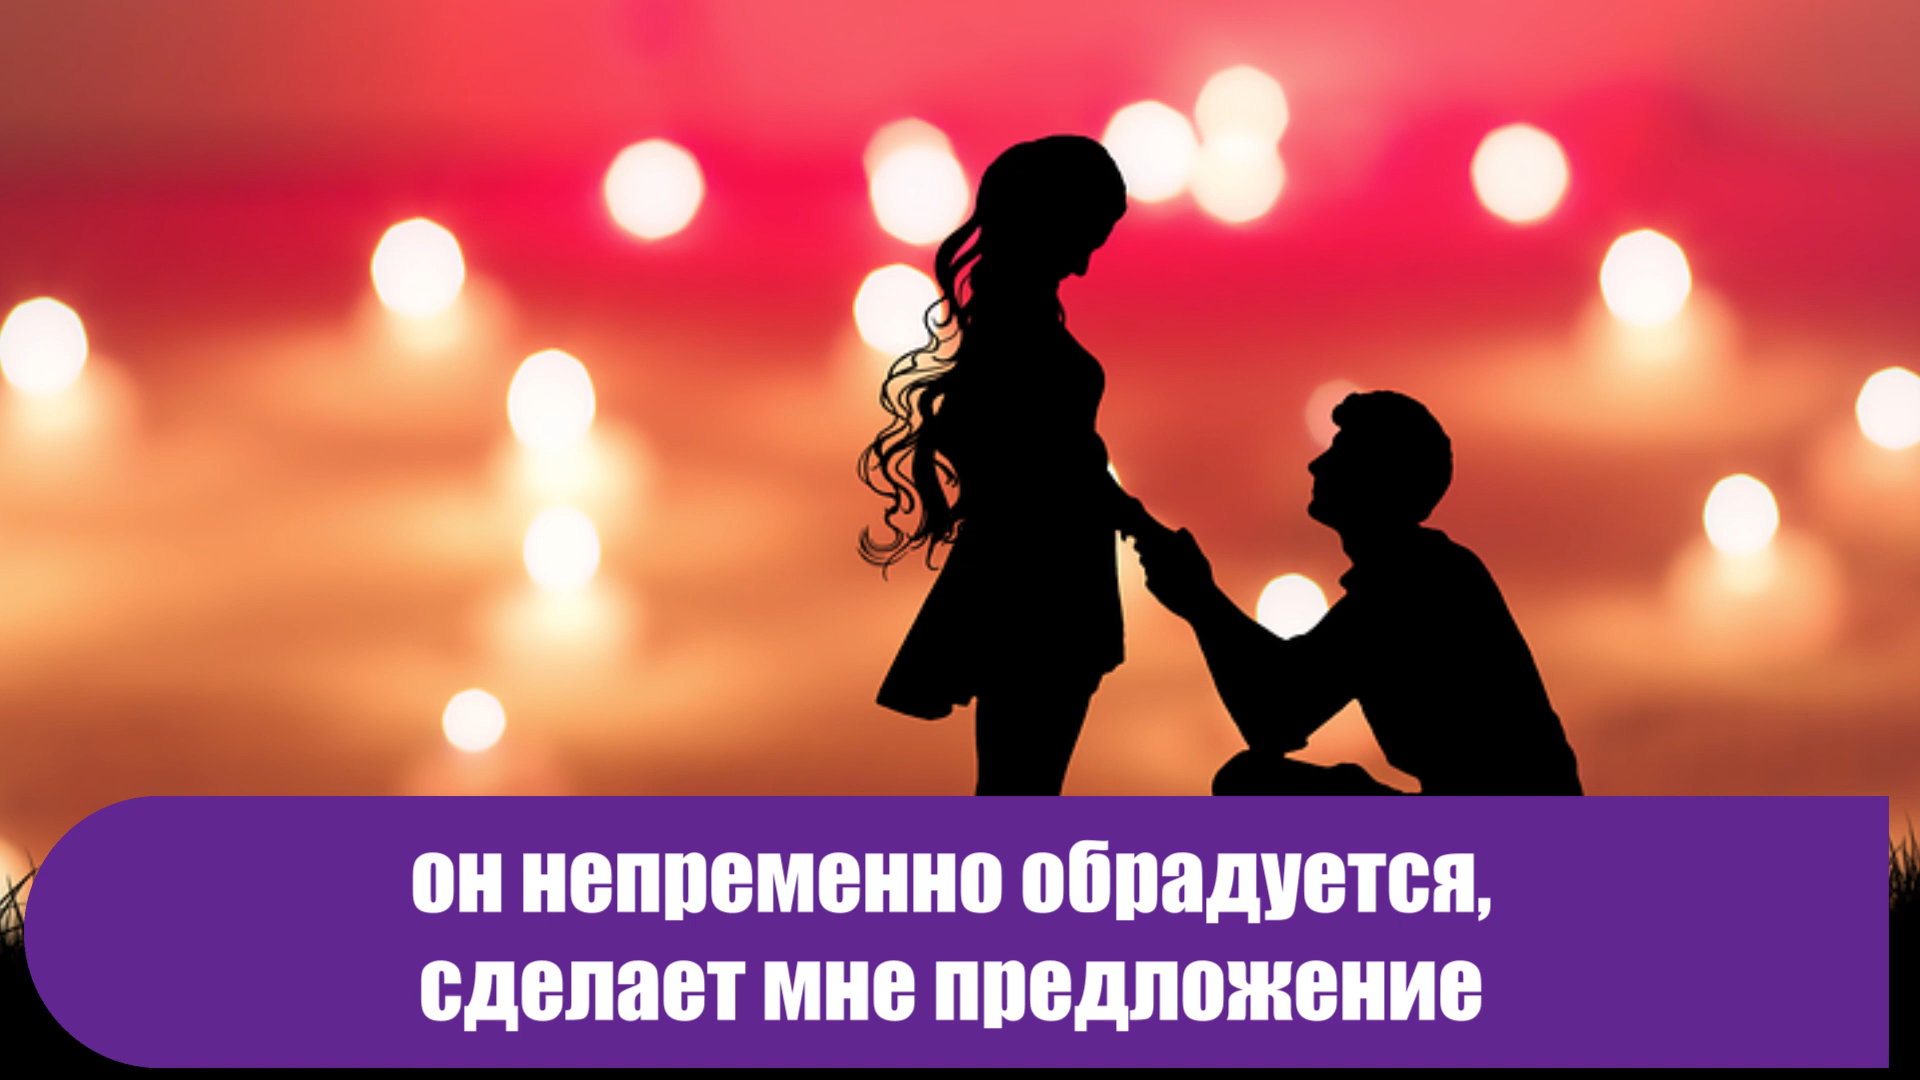 он непременно обрадуется,
сделает мне предложение